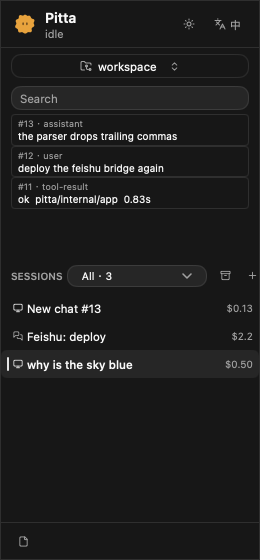 Pitta
idle
中
workspace
Search
#13 · assistant
the parser drops trailing commas
#12 · user
deploy the feishu bridge again
#11 · tool-result
ok pitta/internal/app 0.83s
SESSIONS
All · 3
New chat #13
$0.13
Feishu: deploy
$2.2
why is the sky blue
$0.50